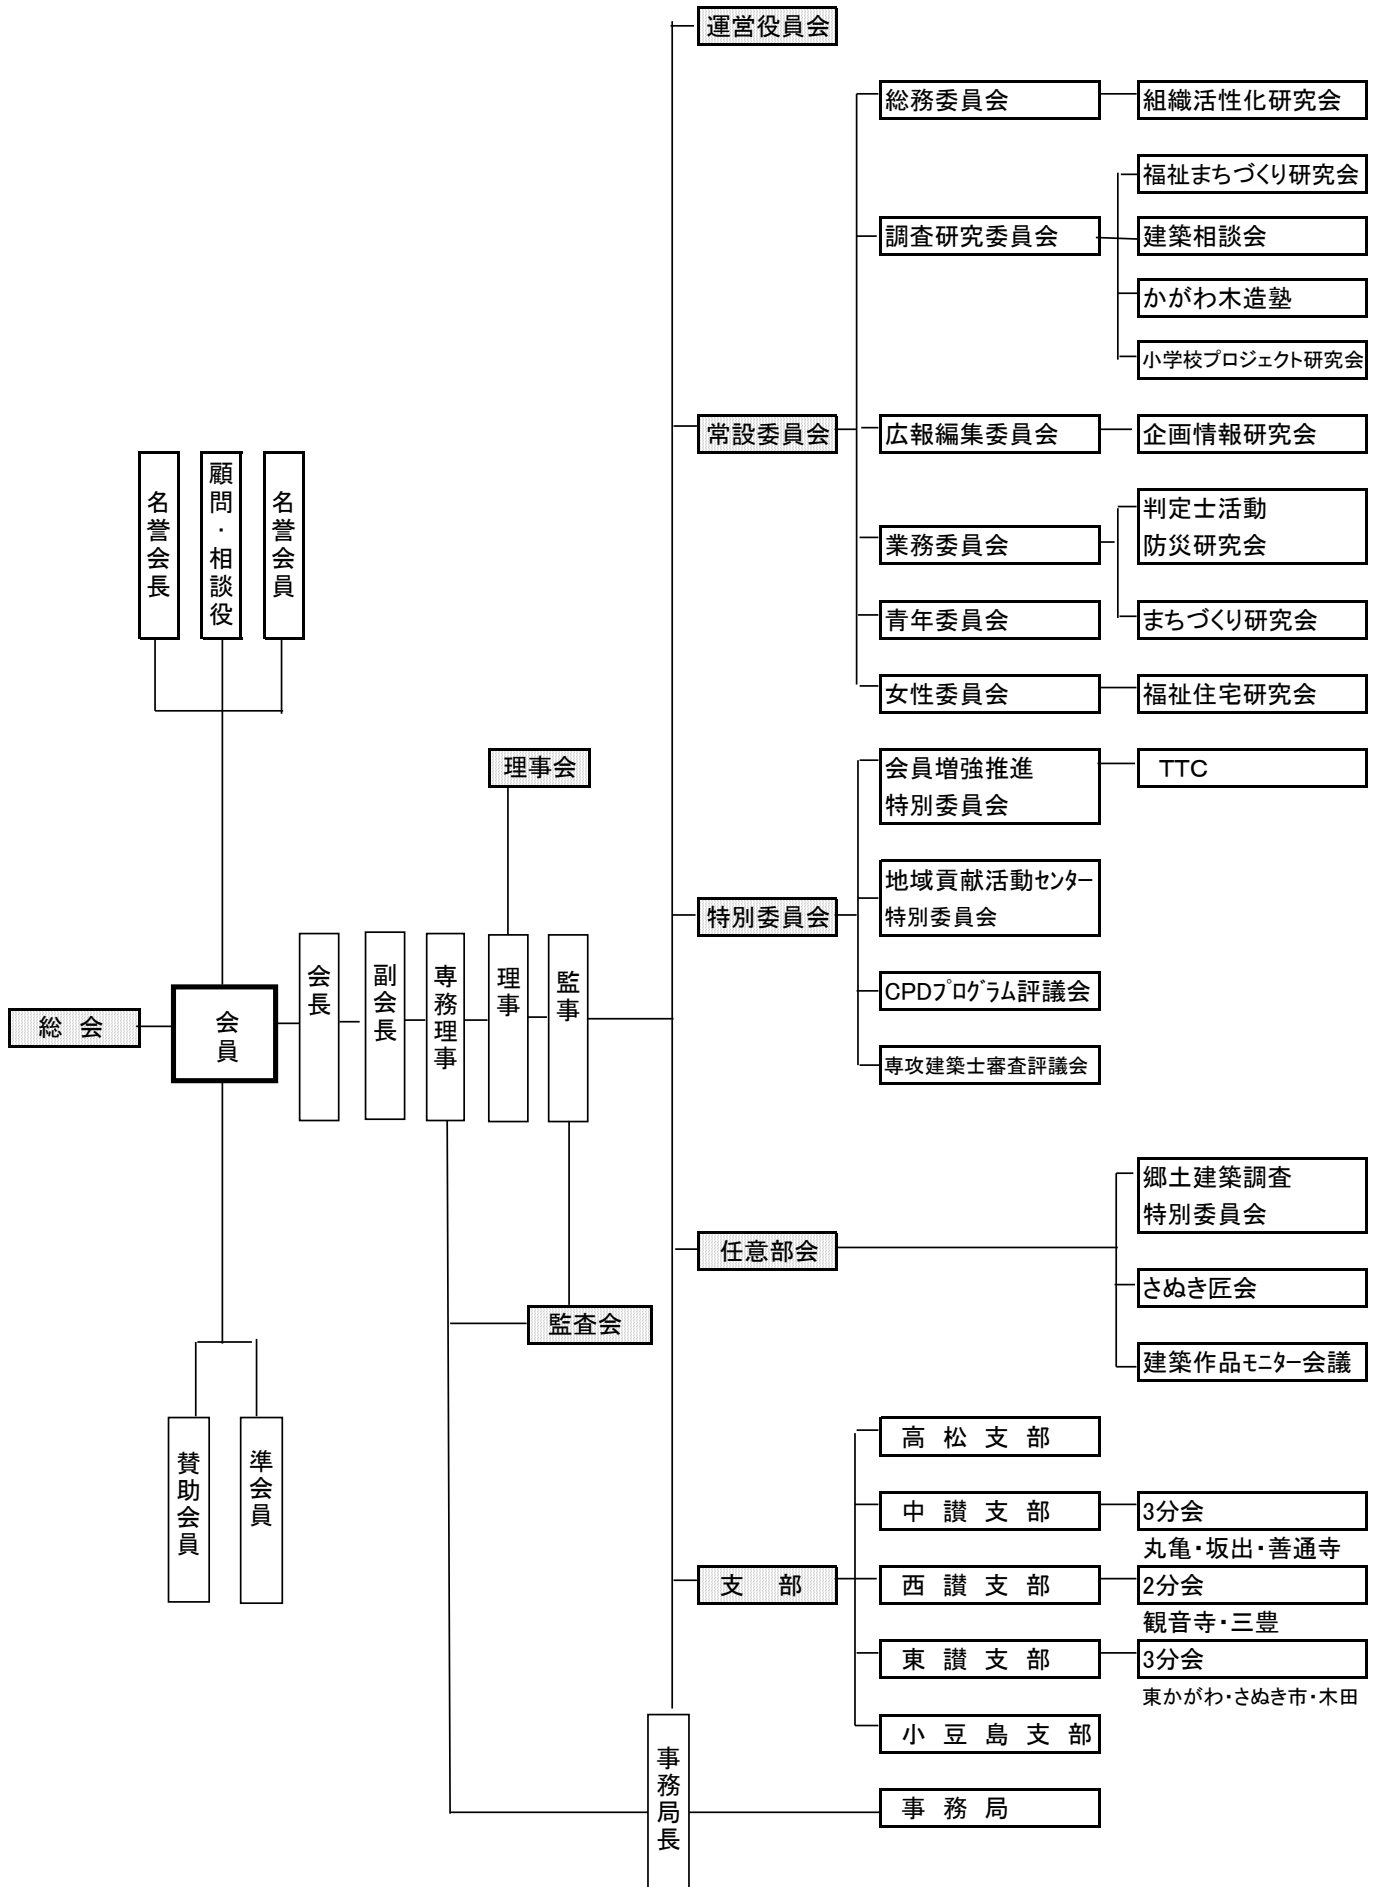 運営役員会
総務委員会
組織活性化研究会
福祉まちづくり研究会
調査研究委員会
建築相談会
かがわ木造塾
小学校プロジェクト研究会
常設委員会
広報編集委員会
企画情報研究会
判定士活動
防災研究会
業務委員会
青年委員会
まちづくり研究会
女性委員会
福祉住宅研究会
名誉会長
顧問・相談役
名誉会員
理事会
会員増強推進
特別委員会
TTC
地域貢献活動センター
特別委員会
特別委員会
CPDプログラム評議会
専攻建築士審査評議会
総 会
会員
会長
副会長
専務理事
理事
監事
郷土建築調査
特別委員会
任意部会
さぬき匠会
建築作品モニター会議
監査会
賛助会員
準会員
高 松 支 部
中 讃 支 部
3分会
丸亀・坂出・善通寺
支 部
西 讃 支 部
2分会
観音寺・三豊
東 讃 支 部
3分会
東かがわ・さぬき市・木田
小 豆 島 支 部
事務局長
事 務 局